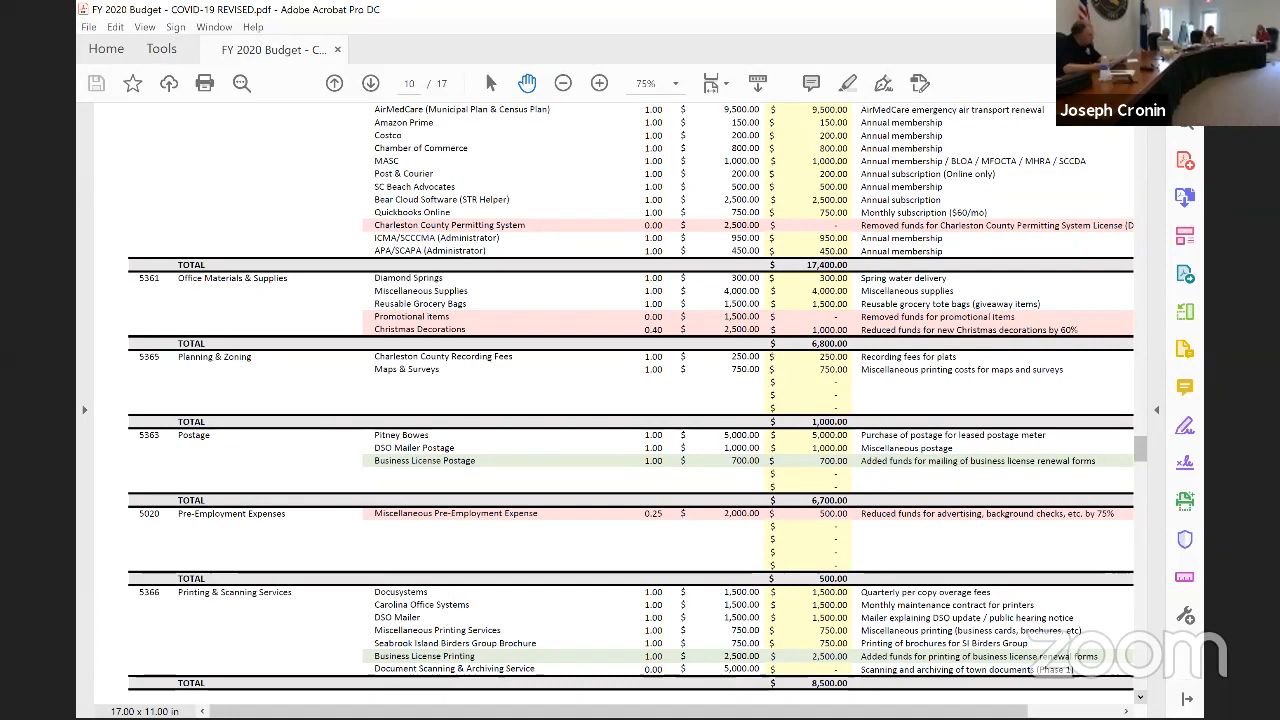 FY 2020 Budget - COVID-19 REVISED.pdf - Adobe Acrobat Pro DC
File Edit View Sign Window Help
Home Tools FY 2020 Budget - C... ×
10 / 17 75%
Joseph Cronin
AirMedCare (Municipal Plan & Census Plan) 1.00 $ 9,500.00 $ 9,500.00 AirMedCare emergency air transport renewal
Amazon Prime 1.00 $ 150.00 $ 150.00 Annual membership
Costco 1.00 $ 200.00 $ 200.00 Annual membership
Chamber of Commerce 1.00 $ 800.00 $ 800.00 Annual membership
MASC 1.00 $ 1,000.00 $ 1,000.00 Annual membership / BLOA / MFOCTA / MHRA / SCCDA
Post & Courier 1.00 $ 200.00 $ 200.00 Annual subscription (Online only)
SC Beach Advocates 1.00 $ 500.00 $ 500.00 Annual membership
Bear Cloud Software (STR Helper) 1.00 $ 2,500.00 $ 2,500.00 Annual subscription
Quickbooks Online 1.00 $ 750.00 $ 750.00 Monthly subscription ($60/mo)
Charleston County Permitting System 0.00 $ 2,500.00 $ - Removed funds for Charleston County Permitting System License (D
ICMA/SCCCMA (Administrator) 1.00 $ 950.00 $ 950.00 Annual membership
APA/SCAPA (Administrator) 1.00 $ 450.00 $ 450.00 Annual membership
TOTAL $ 17,400.00
5361 Office Materials & Supplies Diamond Springs 1.00 $ 300.00 $ 300.00 Spring water delivery
Miscellaneous Supplies 1.00 $ 4,000.00 $ 4,000.00 Miscellaneous supplies
Reusable Grocery Bags 1.00 $ 1,500.00 $ 1,500.00 Reusable grocery tote bags (giveaway items)
Promotional items 0.00 $ 1,500.00 $ - Removed funds for promotional items
Christmas Decorations 0.40 $ 2,500.00 $ 1,000.00 Reduced funds for new Christmas decorations by 60%
TOTAL $ 6,800.00
5365 Planning & Zoning Charleston County Recording Fees 1.00 $ 250.00 $ 250.00 Recording fees for plats
Maps & Surveys 1.00 $ 750.00 $ 750.00 Miscellaneous printing costs for maps and surveys
$ -
$ -
$ -
TOTAL $ 1,000.00
5363 Postage Pitney Bowes 1.00 $ 5,000.00 $ 5,000.00 Purchase of postage for leased postage meter
DSO Mailer Postage 1.00 $ 1,000.00 $ 1,000.00 Miscellaneous postage
Business License Postage 1.00 $ 700.00 $ 700.00 Added funds for mailing of business license renewal forms
$ -
$ -
TOTAL $ 6,700.00
5020 Pre-Employment Expenses Miscellaneous Pre-Employment Expense 0.25 $ 2,000.00 $ 500.00 Reduced funds for advertising, background checks, etc. by 75%
$ -
$ -
$ -
$ -
TOTAL $ 500.00
5366 Printing & Scanning Services Docusystems 1.00 $ 1,500.00 $ 1,500.00 Quarterly per copy overage fees
Carolina Office Systems 1.00 $ 1,500.00 $ 1,500.00 Monthly maintenance contract for printers
DSO Mailer 1.00 $ 1,500.00 $ 1,500.00 Mailer explaining DSO update / public hearing notice
Miscellaneous Printing Services 1.00 $ 750.00 $ 750.00 Miscellaneous printing (business cards, brochures, etc)
Seabrook Island Birders Group Brochure 1.00 $ 750.00 $ 750.00 Printing of brochures for SI Birders Group
Business License Printing 1.00 $ 2,500.00 $ 2,500.00 Added funds for printing of business license renewal forms
Document Scanning & Archiving Service 0.00 $ 5,000.00 $ - Scanning and archiving of town documents (Phase 1)
TOTAL $ 8,500.00
zoom
17.00 x 11.00 in